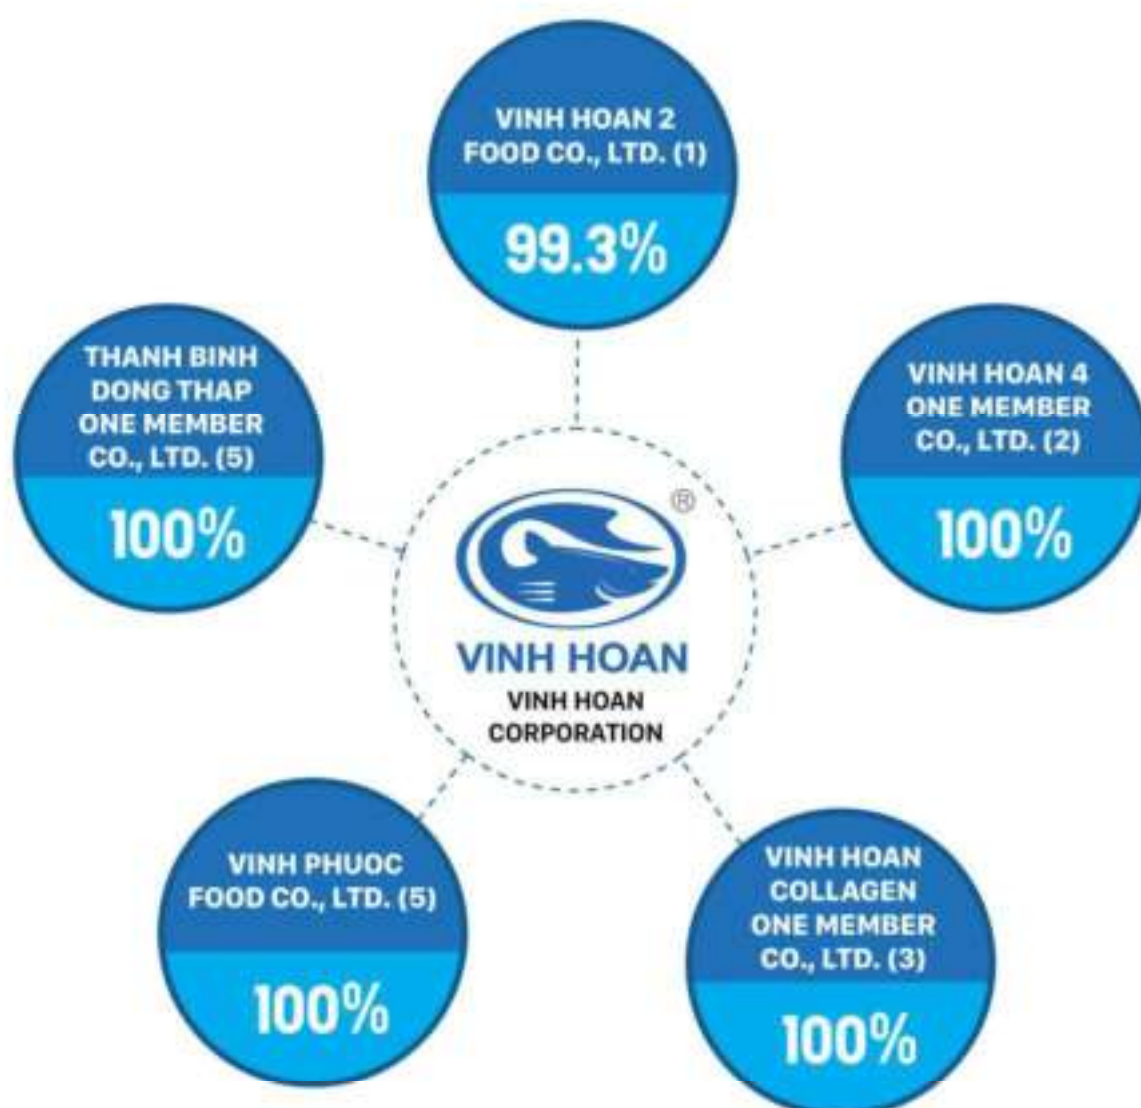 VINH HOAN 2
FOOD CO., LTD. (1)
99.3%
THANH BINH
DONG THAP
ONE MEMBER
CO., LTD. (5)
100%
VINH HOAN 4
ONE MEMBER
CO., LTD. (2)
100%
®
VINH HOAN
VINH HOAN
CORPORATION
VINH PHUOC
FOOD CO., LTD. (5)
100%
VINH HOAN
COLLAGEN
ONE MEMBER
CO., LTD. (3)
100%